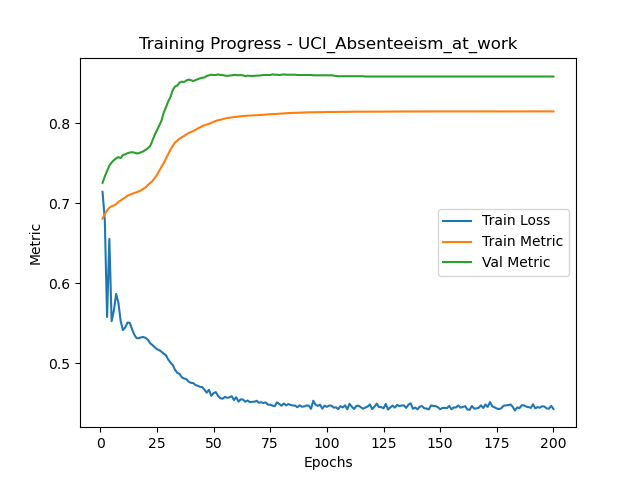 Training Progress - UCI_Absenteeism_at_work
0.8
0.7
0.6
0.5
Metric
Train Loss
Train Metric
Val Metric
0 25 50 75 100 125 150 175 200
Epochs